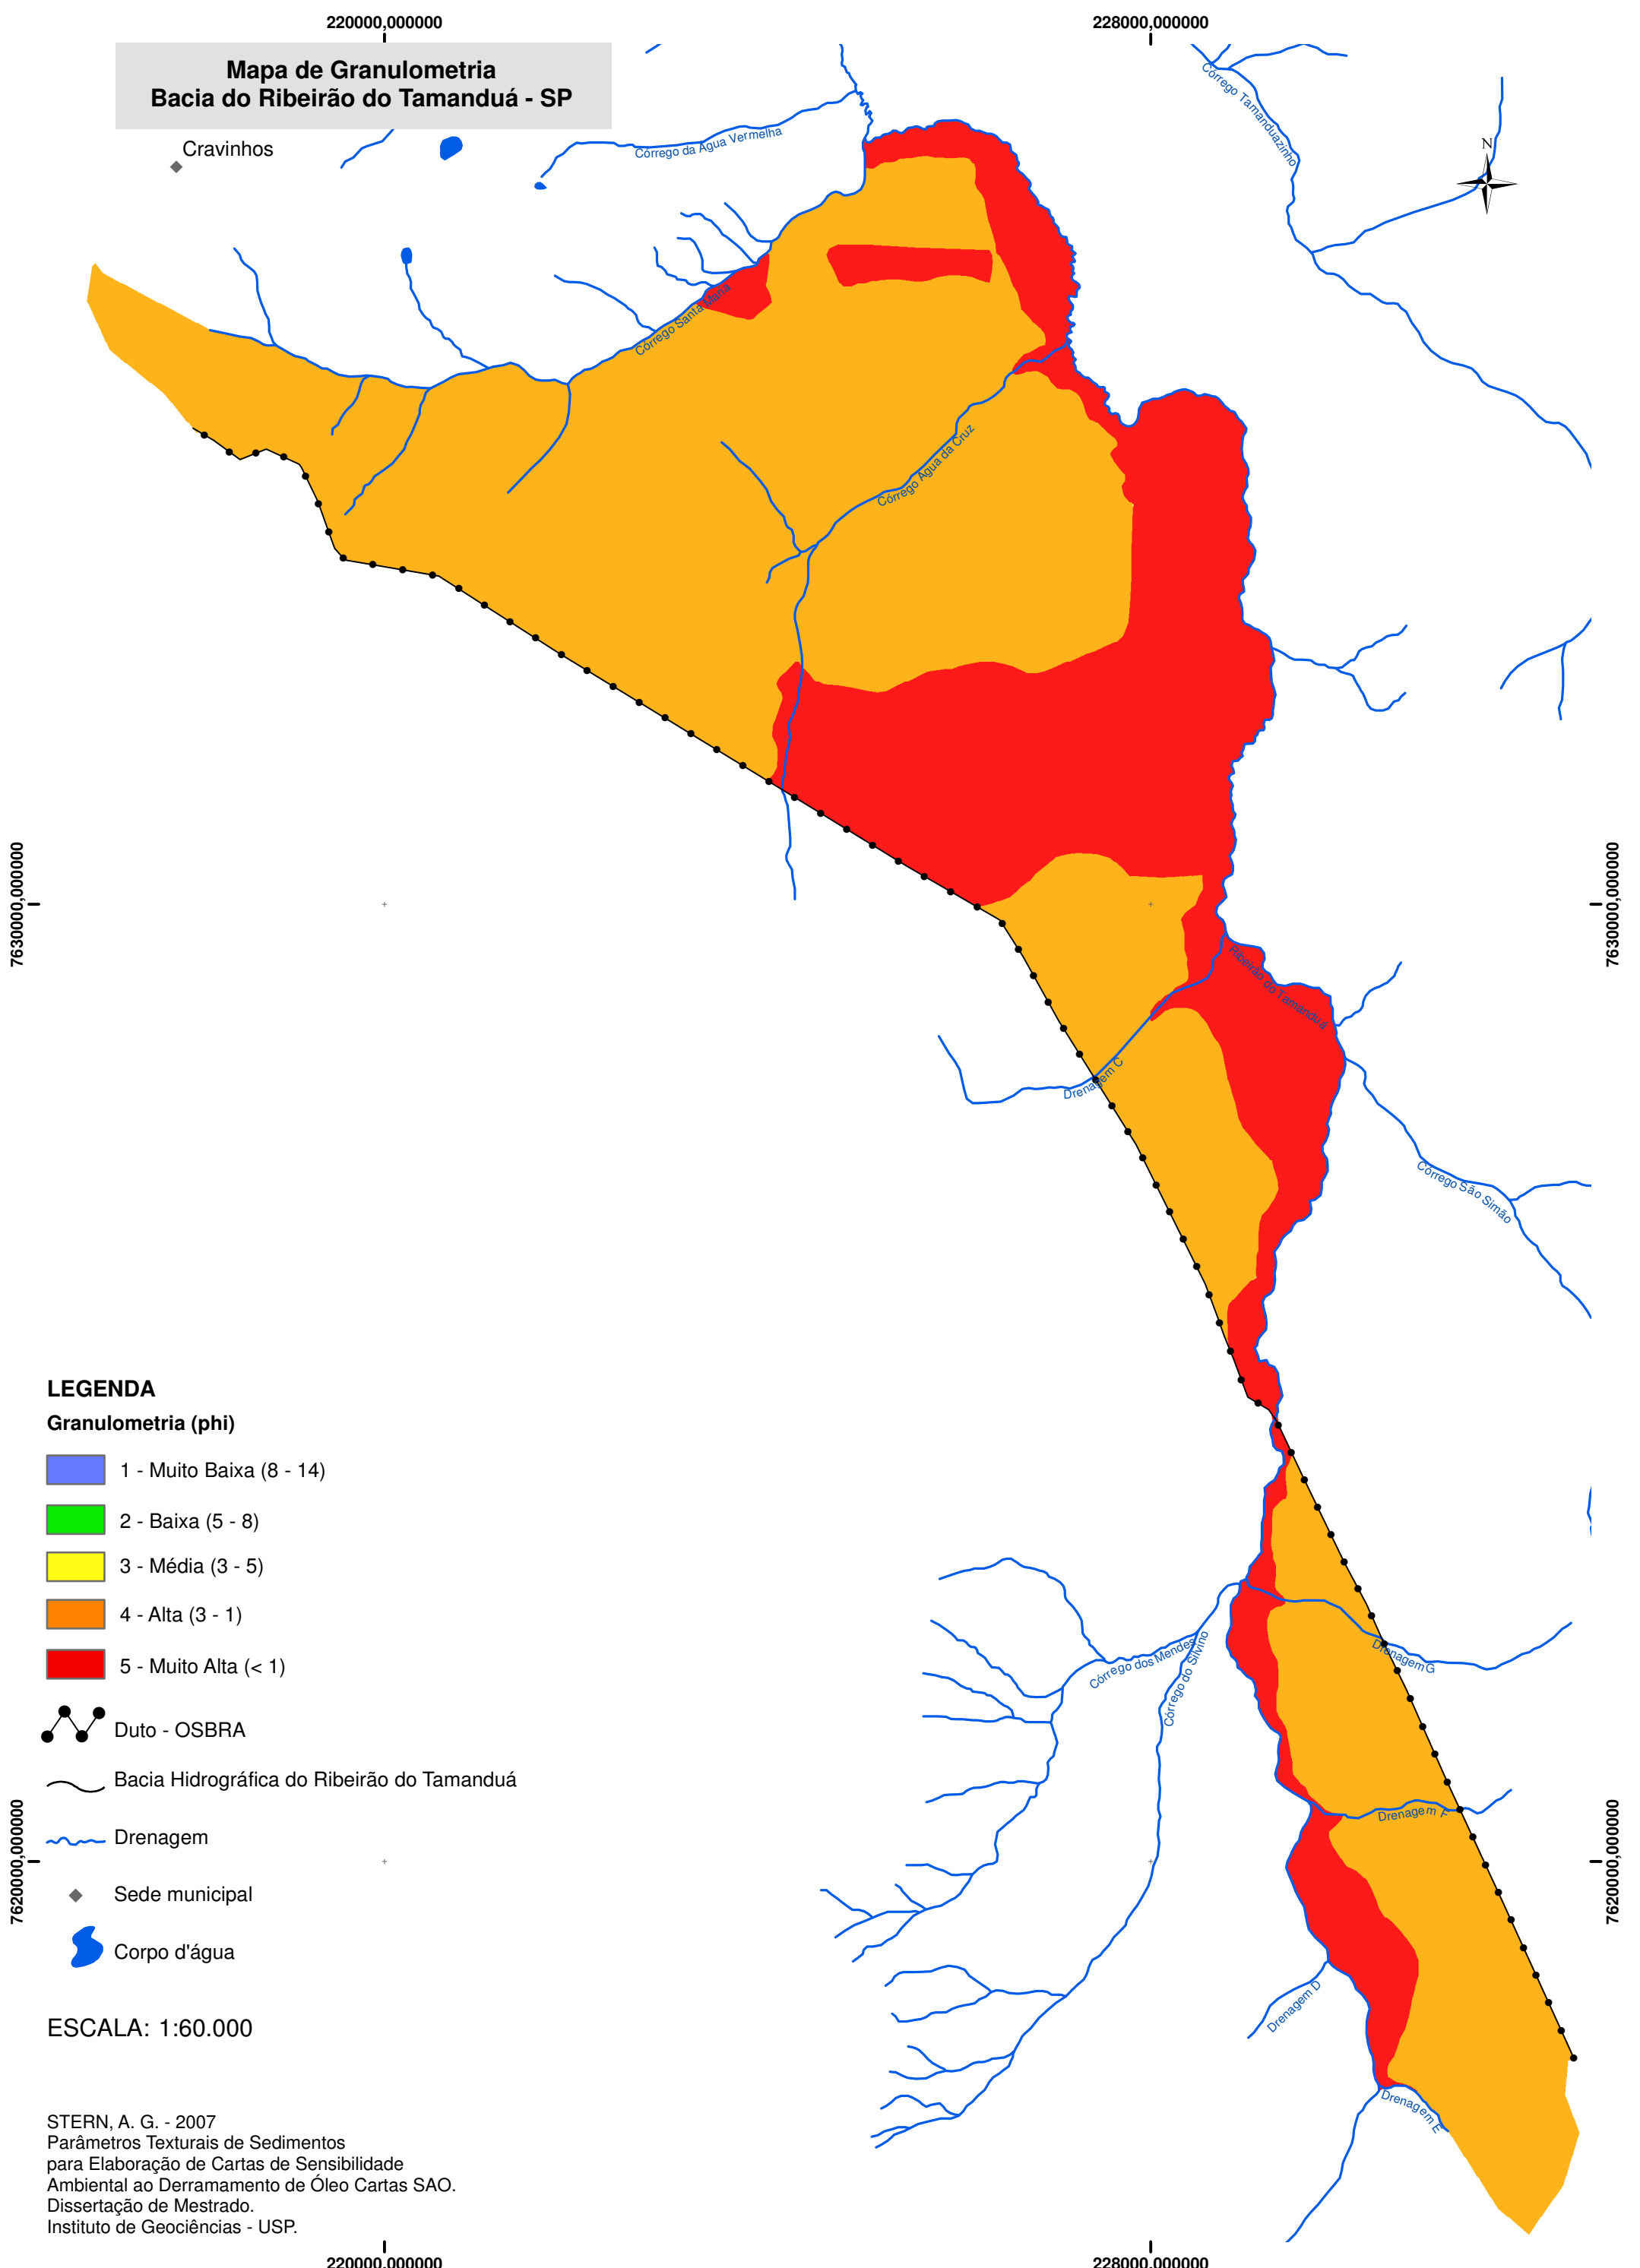 220000,000000
228000,000000
Mapa de Granulometria
Bacia do Ribeirão do Tamanduá - SP
Cravinhos
Córrego da Água Vermelha
Córrego Tamanduazinho
N
Córrego Santa Maria
Córrego Água da Cruz
7630000,000000
7630000,000000
Ribeirão do Tamanduá
Drenagem C
Córrego São Simão
LEGENDA
Granulometria (phi)
1 - Muito Baixa (8 - 14)
2 - Baixa (5 - 8)
3 - Média (3 - 5)
4 - Alta (3 - 1)
5 - Muito Alta (< 1)
Duto - OSBRA
Bacia Hidrográfica do Ribeirão do Tamanduá
Drenagem
Sede municipal
Corpo d'água
Córrego dos Mendes
Córrego do Silvino
Drenagem G
Drenagem F
7620000,000000
7620000,000000
Drenagem D
Drenagem E
ESCALA: 1:60.000
STERN, A. G. - 2007
Parâmetros Texturais de Sedimentos
para Elaboração de Cartas de Sensibilidade
Ambiental ao Derramamento de Óleo Cartas SAO.
Dissertação de Mestrado.
Instituto de Geociências - USP.
220000,000000
228000,000000